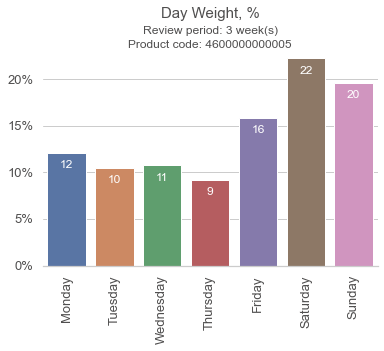 Day Weight, %
Review period: 3 week(s)
Product code: 4600000000005
20%
15%
10%
5%
0%
12
10
11
9
16
22
20
Monday
Tuesday
Wednesday
Thursday
Friday
Saturday
Sunday